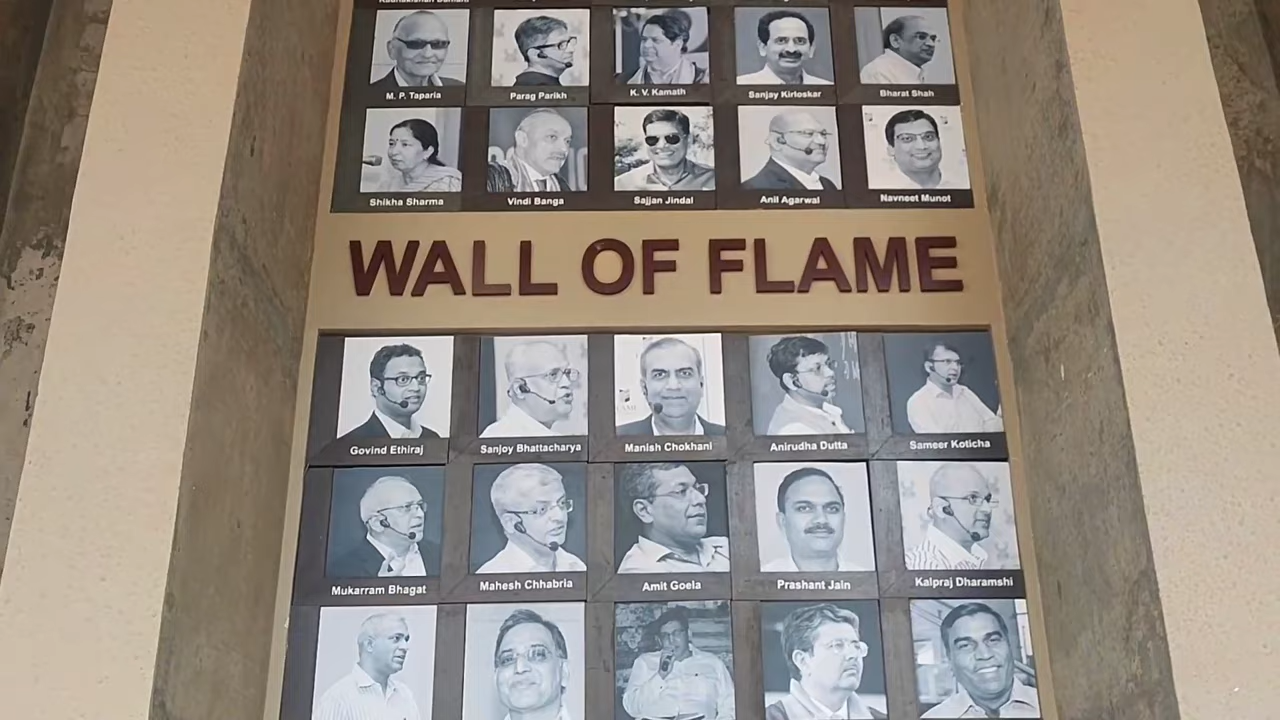 M. P. Taparia
Parag Parikh
K. V. Kamath
Sanjay Kirloskar
Bharat Shah
Shikha Sharma
Vindi Banga
Sajjan Jindal
Anil Agarwal
Navneet Munot
WALL OF FLAME
Govind Ethiraj
Sanjoy Bhattacharya
Manish Chokhani
Anirudha Dutta
Sameer Koticha
Mukarram Bhagat
Mahesh Chhabria
Amit Goela
Prashant Jain
Kalpraj Dharamshi